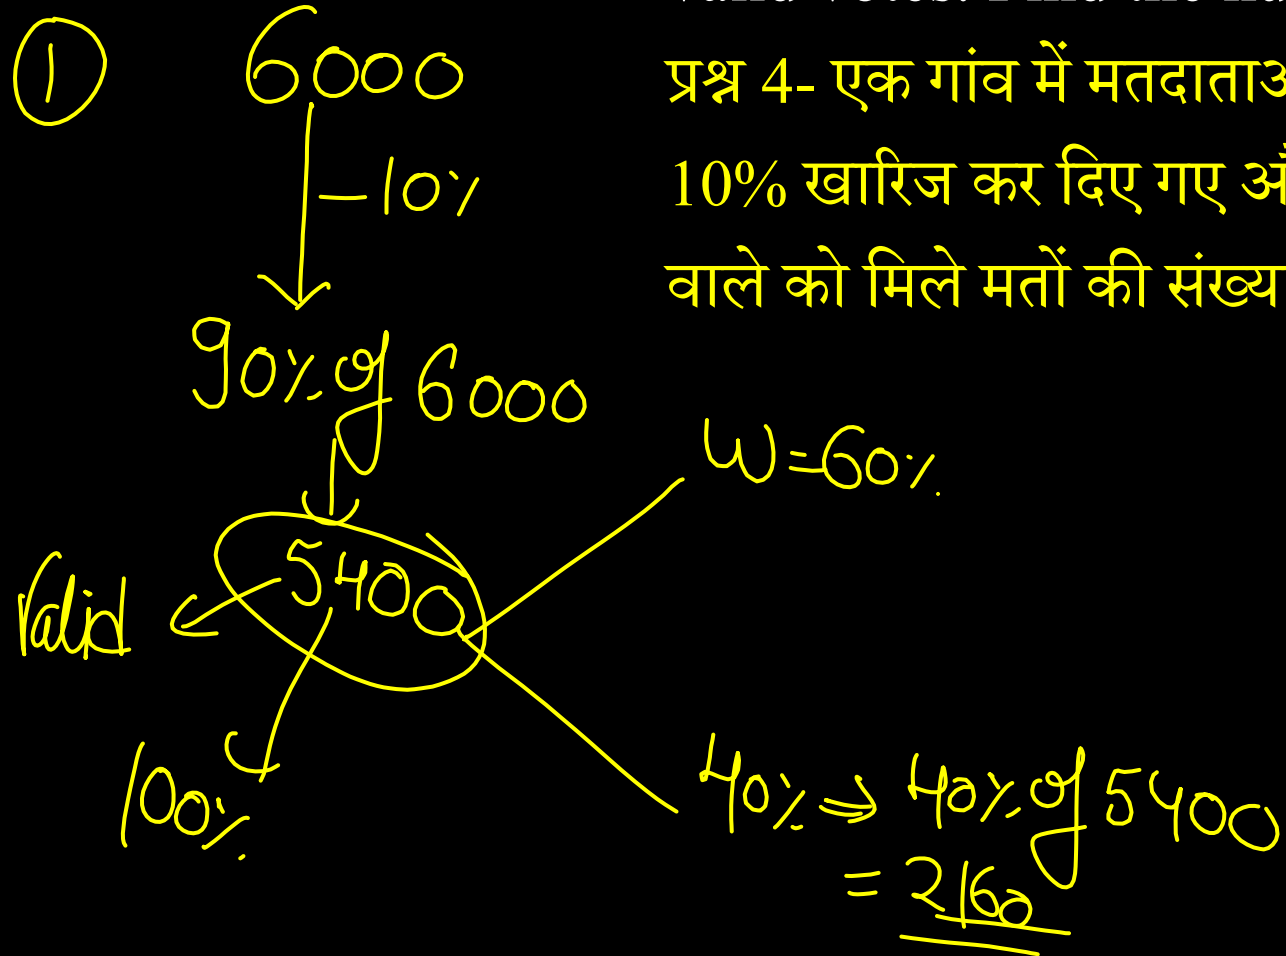 ① 6000
-10%
90% of 6000
5400
Valid
100%
W=60%
40% ⇒ 40% of 5400
= 2160
प्रश्न 4- एक गांव में मतदाताओ
10% खारिज कर दिए गए
वाले को मिले मतों की संख्य